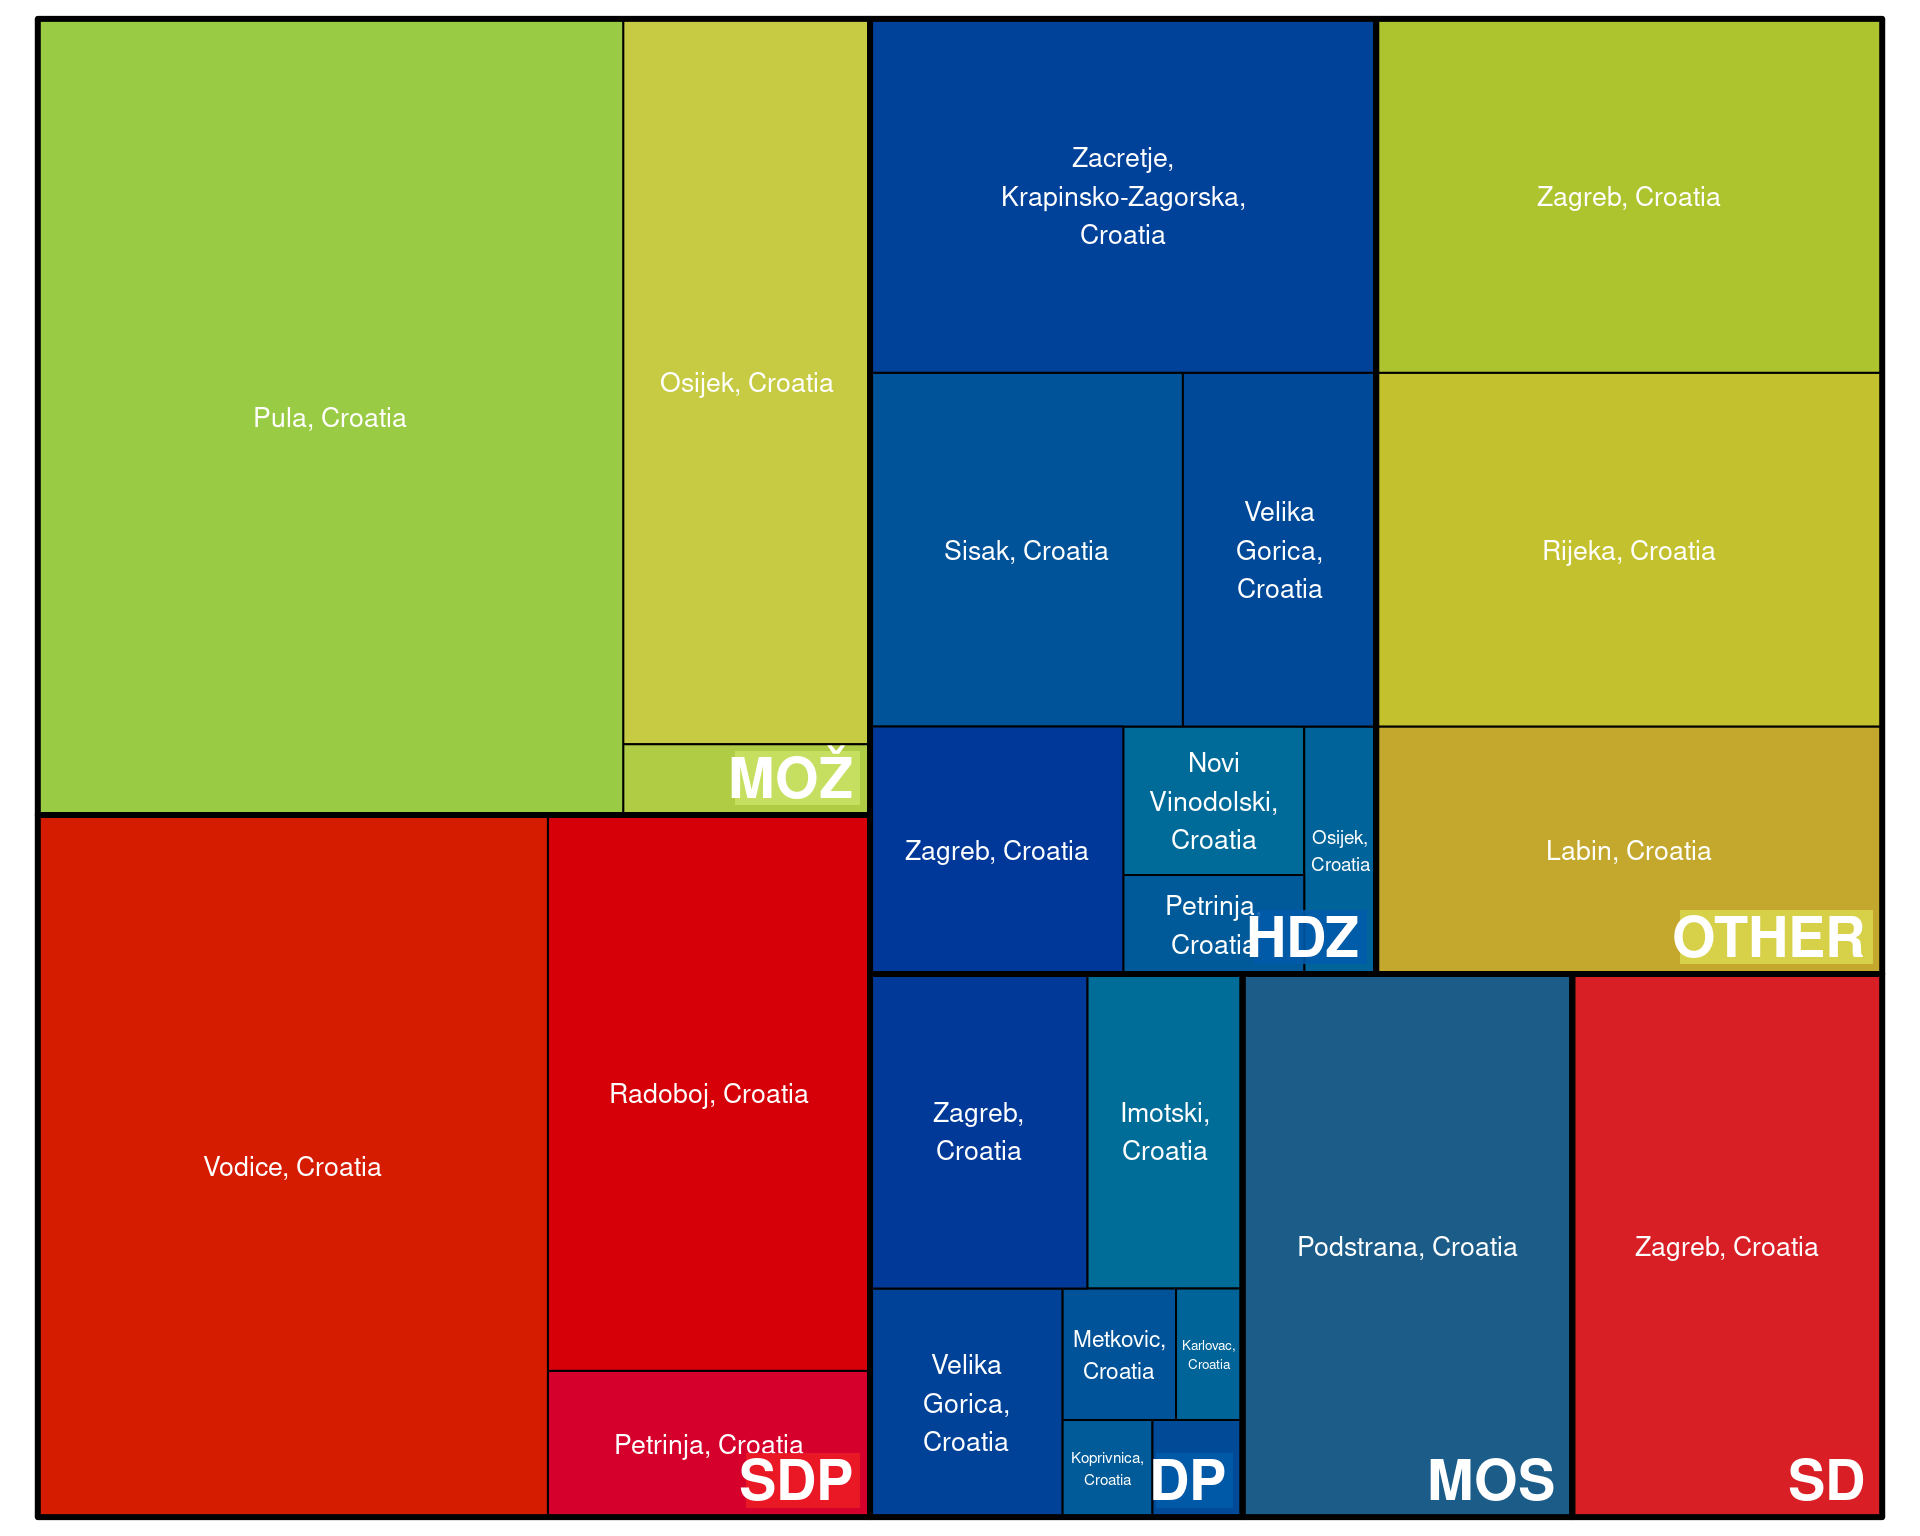 Pula, Croatia
Osijek, Croatia
MOŽ
Zacretje,
Krapinsko-Zagorska,
Croatia
Sisak, Croatia
Velika
Gorica,
Croatia
Zagreb, Croatia
Novi
Vinodolski,
Croatia
Petrinja
Croatia
Osijek,
Croatia
HDZ
Zagreb, Croatia
Rijeka, Croatia
Labin, Croatia
OTHER
Vodice, Croatia
Radoboj, Croatia
Petrinja, Croatia
SDP
Zagreb,
Croatia
Imotski,
Croatia
Velika
Gorica,
Croatia
Metkovic,
Croatia
Karlovac,
Croatia
Koprivnica,
Croatia
DP
Podstrana, Croatia
MOS
Zagreb, Croatia
SD